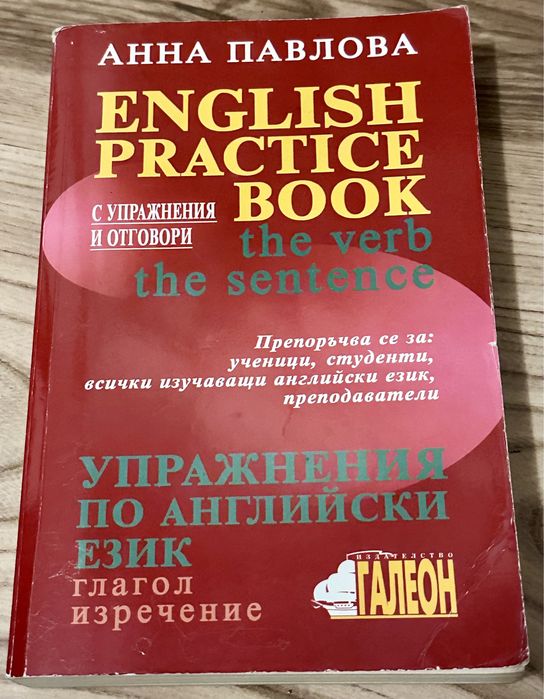 АННА ПАВЛОВА
ENGLISH
PRACTICE
BOOK
С УПРАЖНЕНИЯ
И ОТГОВОРИ
the verb
the sentence
Препоръчва се за:
ученици, студенти,
всички изучаващи английски език,
преподаватели
УПРАЖНЕНИЯ
ПО АНГЛИЙСКИ
ЕЗИК
глагол
изречение
ИЗДАТЕЛСТВО
ГАЛЕОН